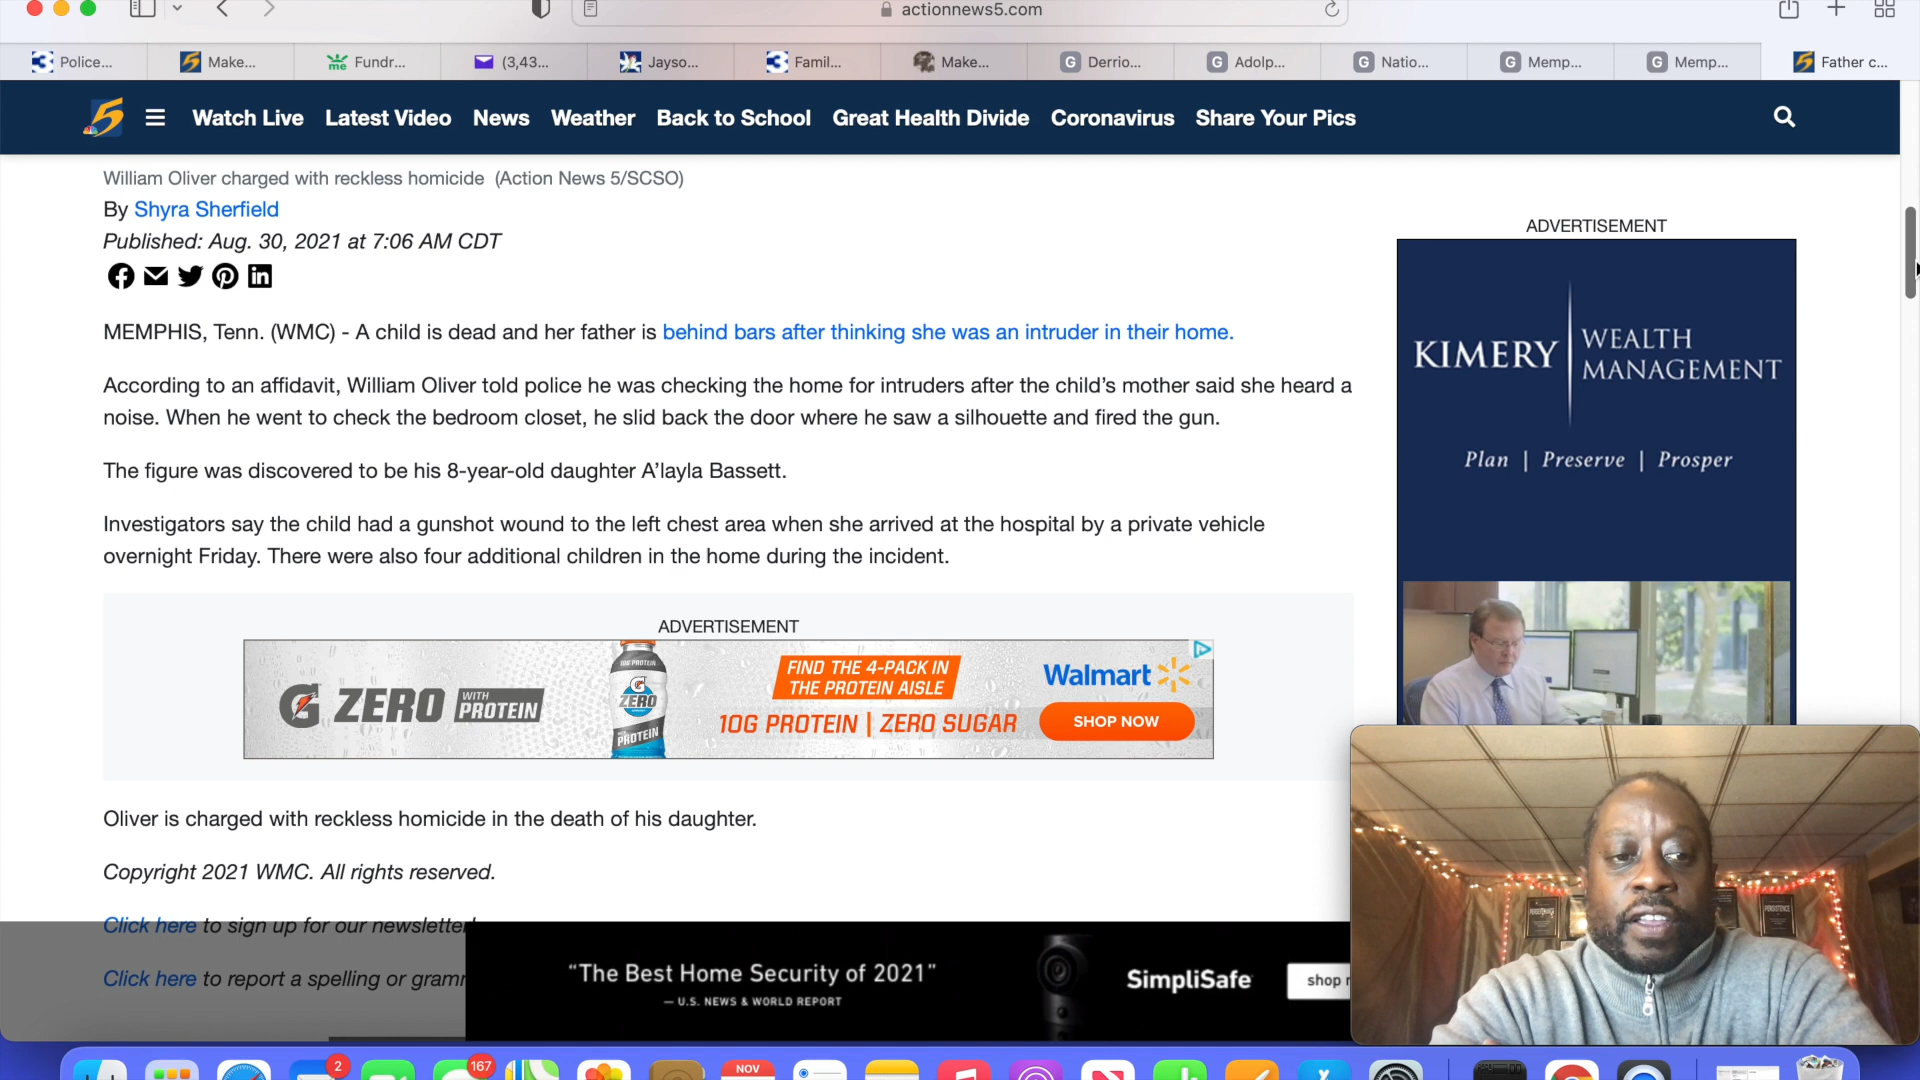 actionnews5.com
Police...
Make...
Fundr...
(3,43...
Jayso...
Famil...
Make...
Derrio...
Adolp...
Natio...
Memp...
Memp...
Father c...
5
Watch Live
Latest Video
News
Weather
Back to School
Great Health Divide
Coronavirus
Share Your Pics
William Oliver charged with reckless homicide (Action News 5/SCSO)
By Shyra Sherfield
Published: Aug. 30, 2021 at 7:06 AM CDT
MEMPHIS, Tenn. (WMC) - A child is dead and her father is behind bars after thinking she was an intruder in their home.
According to an affidavit, William Oliver told police he was checking the home for intruders after the child’s mother said she heard a
noise. When he went to check the bedroom closet, he slid back the door where he saw a silhouette and fired the gun.
The figure was discovered to be his 8-year-old daughter A’layla Bassett.
Investigators say the child had a gunshot wound to the left chest area when she arrived at the hospital by a private vehicle
overnight Friday. There were also four additional children in the home during the incident.
ADVERTISEMENT
G ZERO WITH
PROTEIN
10G PROTEIN
G
ZERO
WITH
PROTEIN
FIND THE 4-PACK IN
THE PROTEIN AISLE
10G PROTEIN | ZERO SUGAR
Walmart
SHOP NOW
Oliver is charged with reckless homicide in the death of his daughter.
Copyright 2021 WMC. All rights reserved.
Click here to sign up for our newsletter!
Click here to report a spelling or gramm
“The Best Home Security of 2021”
— U.S. NEWS & WORLD REPORT
SimpliSafe
shop
ADVERTISEMENT
KIMERY
WEALTH
MANAGEMENT
Plan | Preserve | Prosper
PERSISTENCE
2
167
NOV